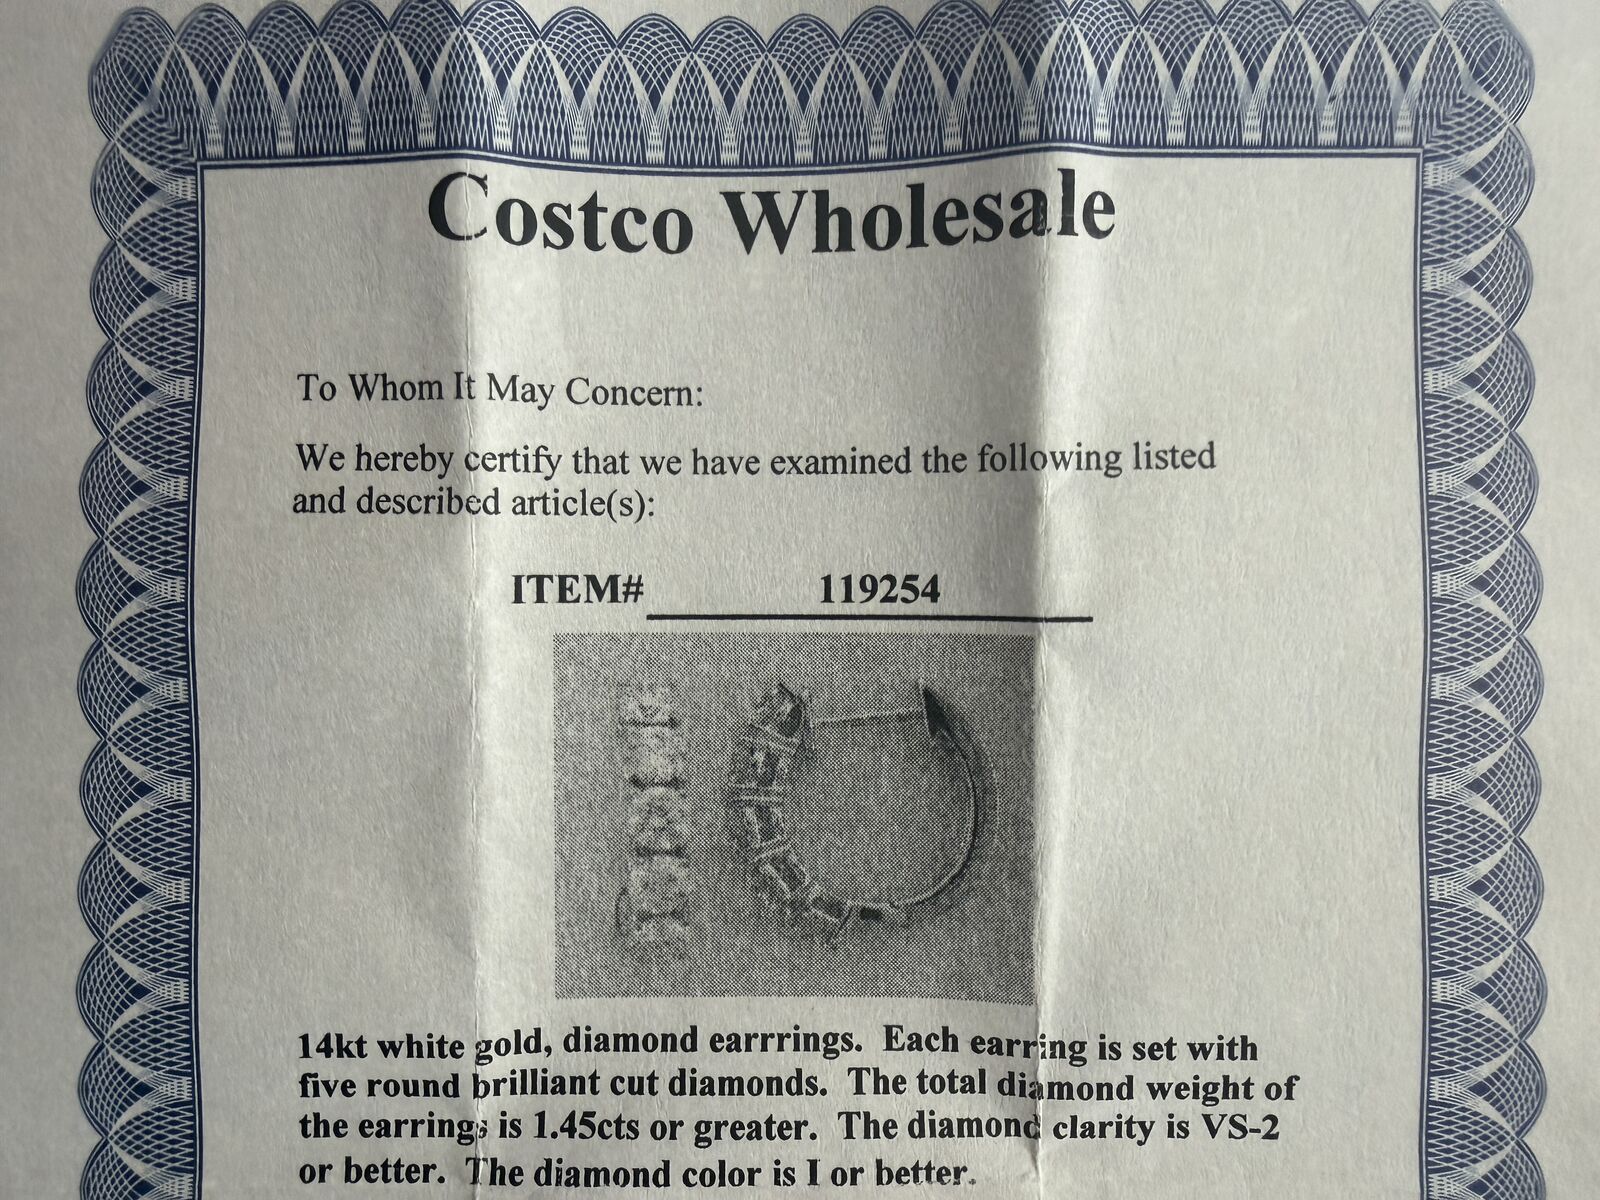 Costco Wholesale
To Whom It May Concern:
We hereby certify that we have examined the following listed
and described article(s):
ITEM# 119254
14kt white gold, diamond earrrings. Each earring is set with
five round brilliant cut diamonds. The total diamond weight of
the earrings is 1.45cts or greater. The diamond clarity is VS-2
or better. The diamond color is I or better.